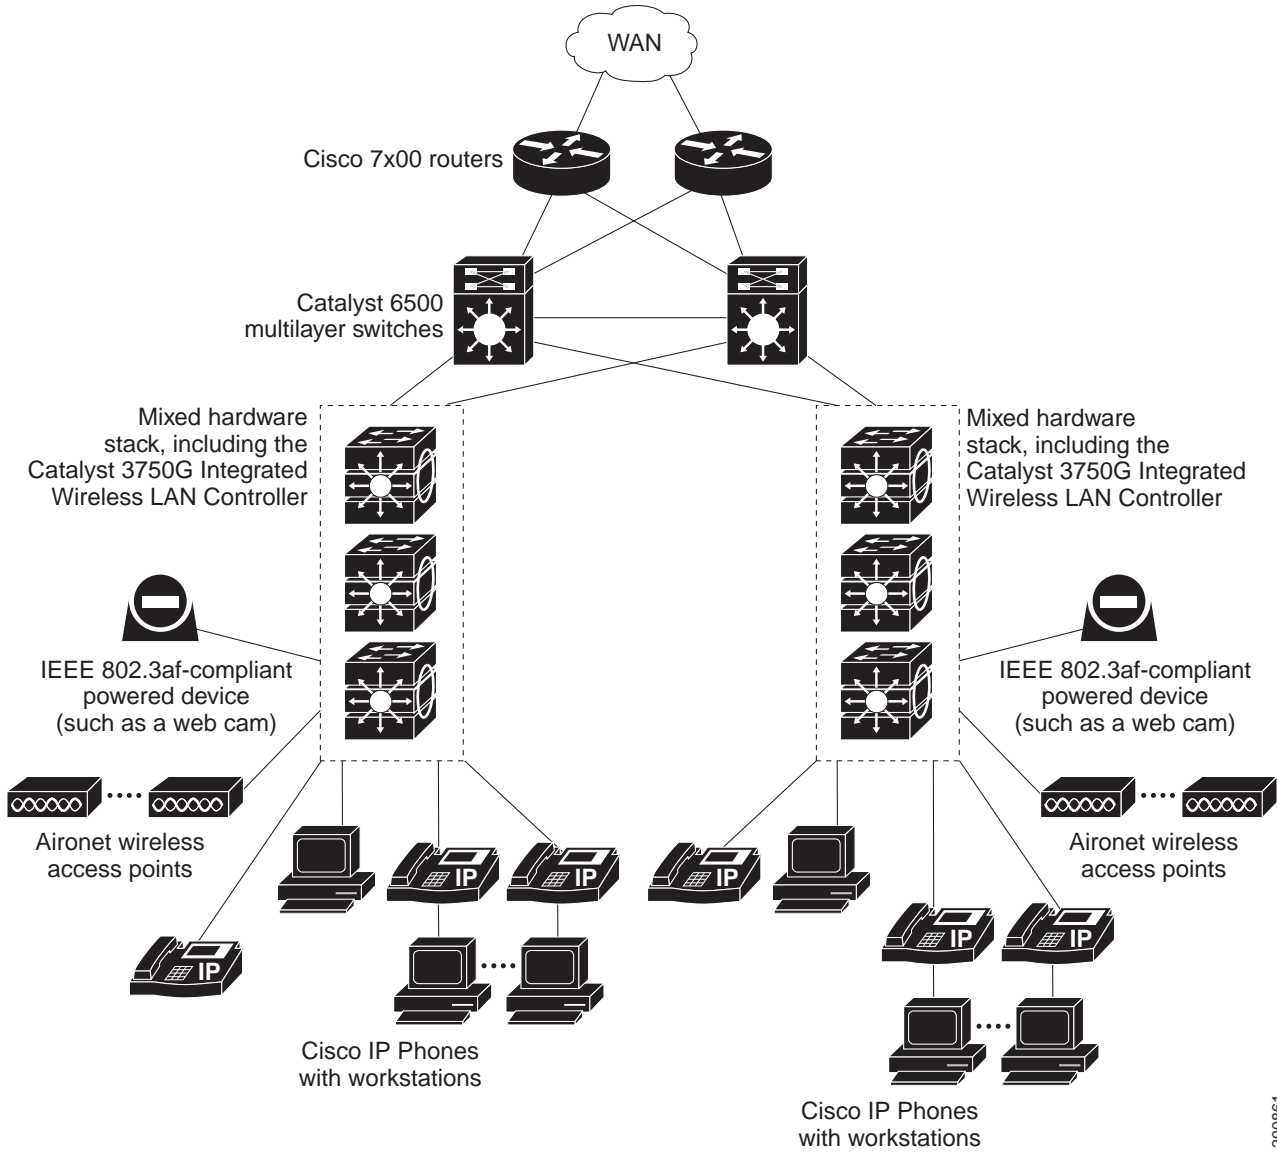 WAN
Cisco 7x00 routers
Catalyst 6500
multilayer switches
Mixed hardware
stack, including the
Catalyst 3750G Integrated
Wireless LAN Controller
Mixed hardware
stack, including the
Catalyst 3750G Integrated
Wireless LAN Controller
IEEE 802.3af-compliant
powered device
(such as a web cam)
IEEE 802.3af-compliant
powered device
(such as a web cam)
Aironet wireless
access points
Aironet wireless
access points
IP
IP
IP
IP
IP
IP
Cisco IP Phones
with workstations
Cisco IP Phones
with workstations